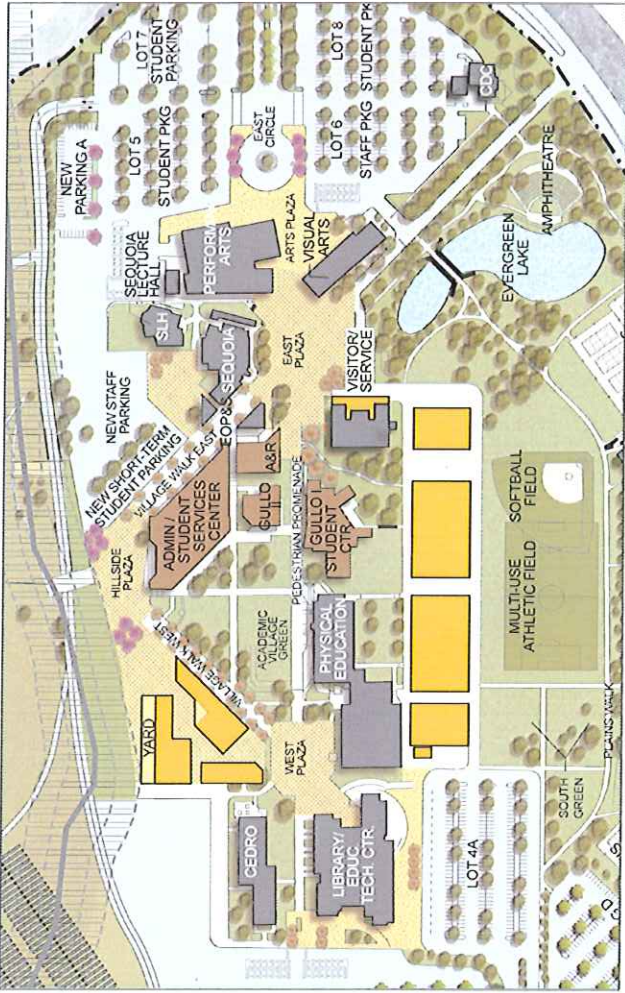 LOT 7
STUDENT
PARKING
LOT 8
STUDENT PKG
NEW
PARKING A
LOT 5
STUDENT PKG
EAST
CIRCLE
LOT 6
STAFF PKG
CDC
SEQUOIA
LECTURE
HALL
PERFORM
ARTS
ARTS PLAZA
VISUAL
ARTS
AMPHITHEATRE
EVERGREEN
LAKE
SLH
SEQUOIA
EAST
PLAZA
VISITOR/
SERVICE
NEW STAFF
PARKING
NEW SHORT-TERM
STUDENT PARKING
VILLAGE WALK EAST
A&R
GULLO
PEDESTRIAN PROMENADE
GULLO I
STUDENT
CTR.
ADMIN /
STUDENT
SERVICES
CENTER
HILLSIDE
PLAZA
SOFTBALL
FIELD
MULTI-USE
ATHLETIC FIELD
ACADEMIC
VILLAGE
GREEN
PHYSICAL
EDUCATION
VILLAGE WALK WEST
YARD
WEST
PLAZA
PLAINS WALK
SOUTH
GREEN
CEDRO
LIBRARY/
EDUC
TECH. CTR.
LOT 4A